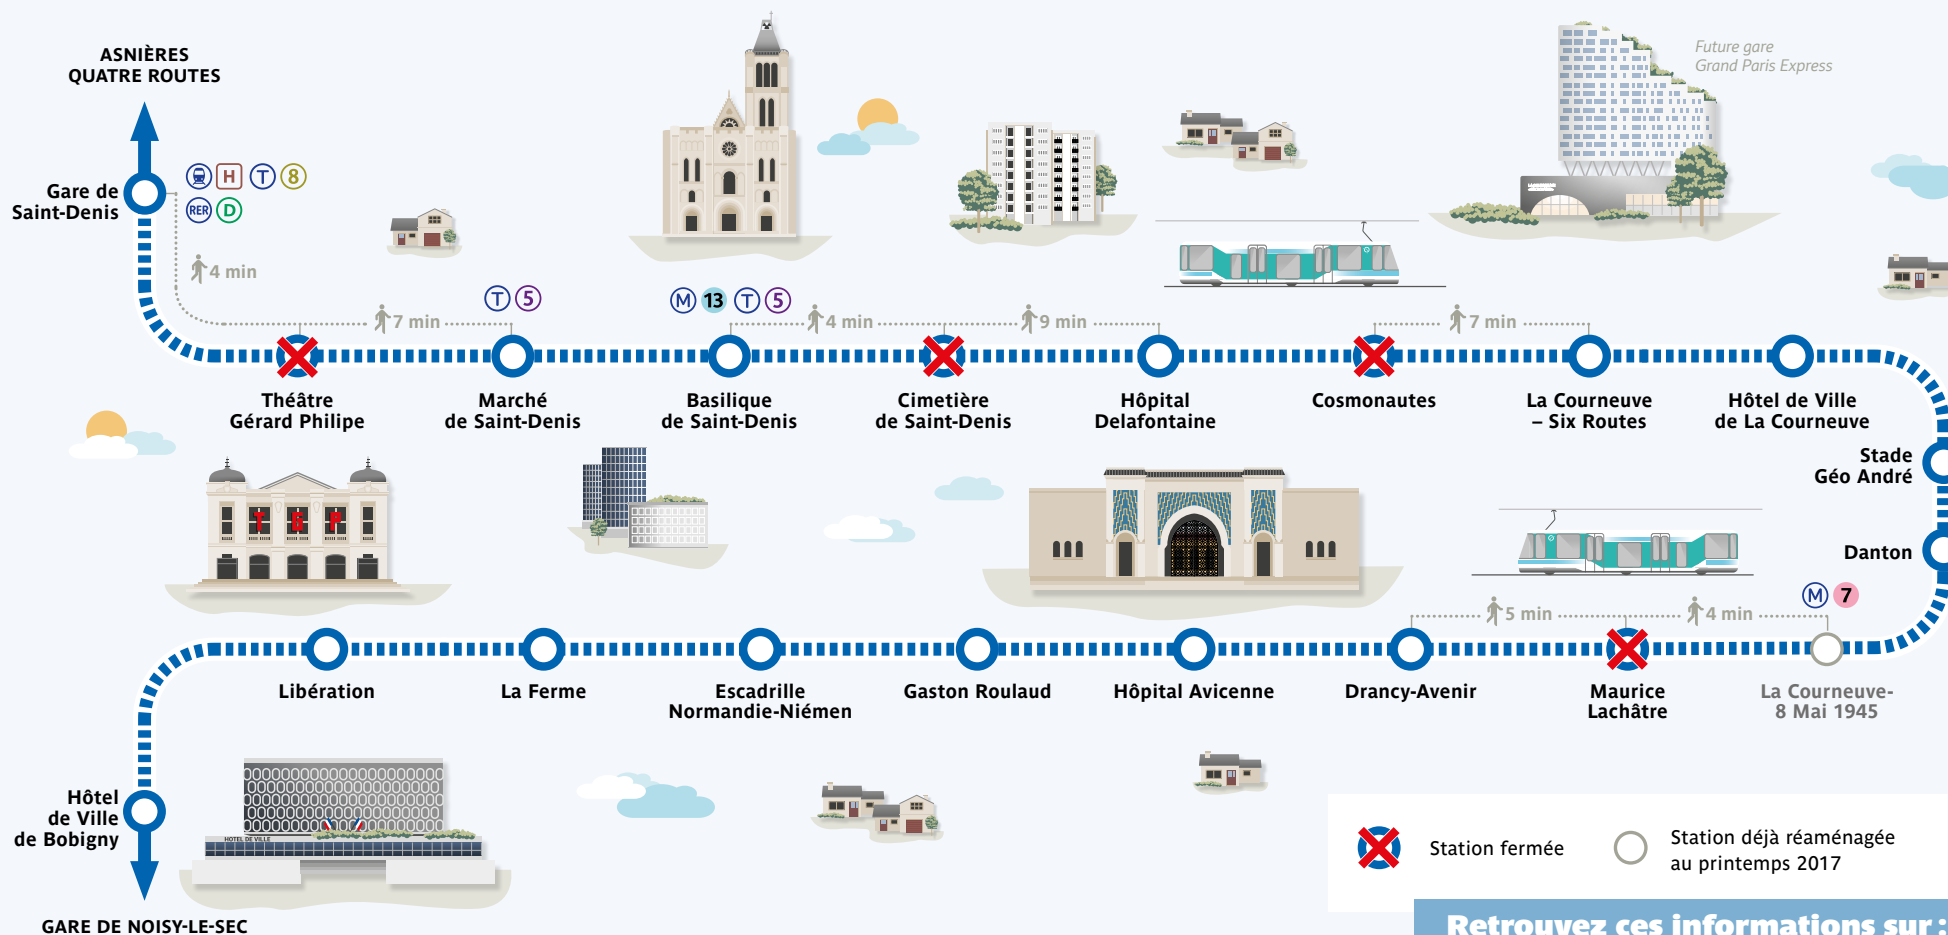 ASNIÈRES
QUATRE ROUTES
Future gare
Grand Paris Express
Gare de
Saint-Denis
H T 8
RER D
4 min
T 5
M 13 T 5
7 min
4 min
9 min
7 min
Théâtre
Gérard Philipe
Marché
de Saint-Denis
Basilique
de Saint-Denis
Cimetière
de Saint-Denis
Hôpital
Delafontaine
Cosmonautes
La Courneuve
– Six Routes
Hôtel de Ville
de La Courneuve
Stade
Géo André
Danton
TGP
M 7
5 min
4 min
Libération
La Ferme
Escadrille
Normandie-Niémen
Gaston Roulaud
Hôpital Avicenne
Drancy-Avenir
Maurice
Lachâtre
La Courneuve-
8 Mai 1945
Hôtel
de Ville
de Bobigny
HOTEL DE VILLE
GARE DE NOISY-LE-SEC
Station fermée
Station déjà réaménagée
au printemps 2017
Retrouvez ces informations sur :